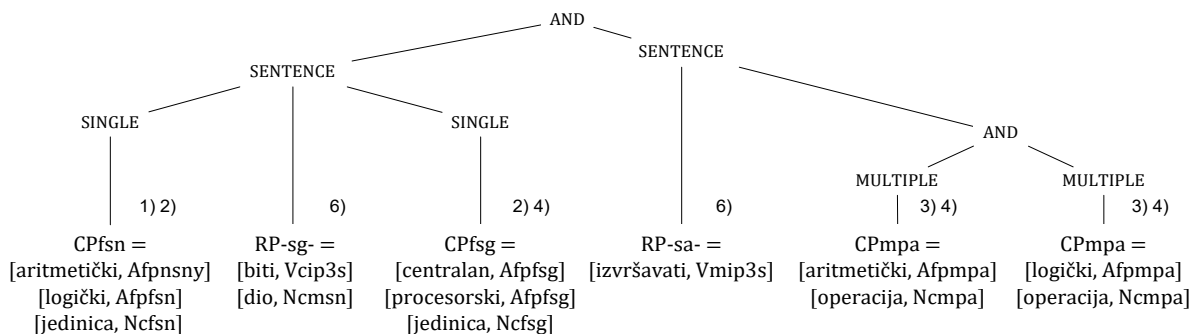 AND
SENTENCE
SENTENCE
SINGLE
SINGLE
AND
MULTIPLE
MULTIPLE
1) 2)
6)
2) 4)
6)
3) 4)
3) 4)
CPfsn =
[aritmetički, Afpnsny]
[logički, Afpfsn]
[jedinica, Ncfsn]
RP-sg- =
[biti, Vcip3s]
[dio, Ncmsn]
CPfsg =
[centralan, Afpfsg]
[procesorski, Afpfsg]
[jedinica, Ncfsg]
RP-sa- =
[izvršavati, Vmip3s]
CPmpa =
[aritmetički, Afpmpa]
[operacija, Ncmpa]
CPmpa =
[logički, Afpmpa]
[operacija, Ncmpa]